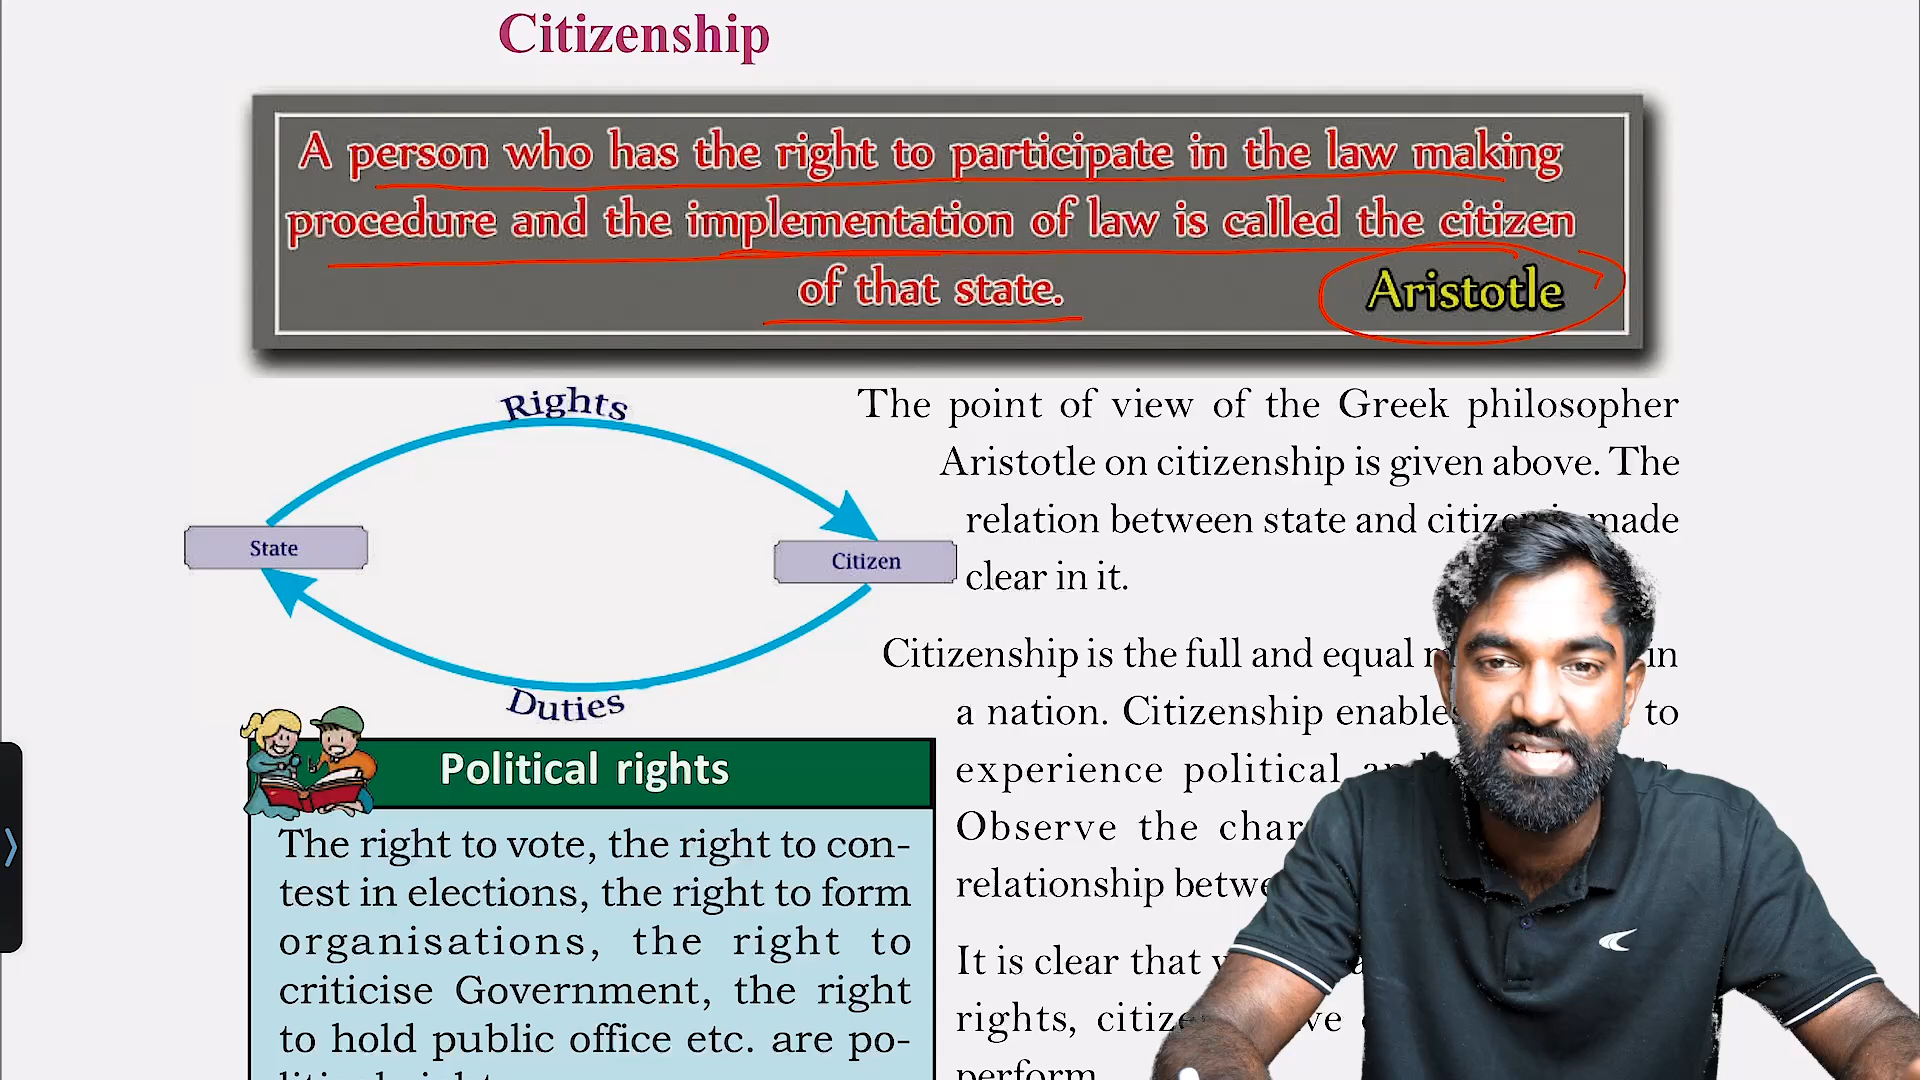 Citizenship
A person who has the right to participate in the law making
procedure and the implementation of law is called the citizen
of that state.
Aristotle
Rights
State
Citizen
Duties
The point of view of the Greek philosopher
Aristotle on citizenship is given above. The
relation between state and made
clear in it.
Citizenship is the full and equal in
a nation. Citizenship to
experience political
Observe the
relationship
It is clear that
rights,
perform
Political rights
The right to vote, the right to con-
test in elections, the right to form
organisations, the right to
criticise Government, the right
to hold public office etc. are po-